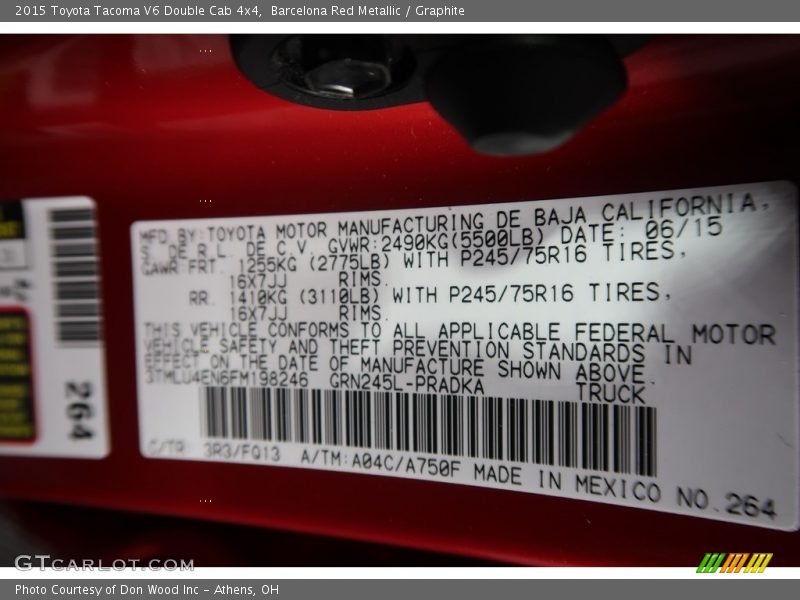 2015 Toyota Tacoma V6 Double Cab 4x4,  Barcelona Red Metallic / Graphite
MFD BY:TOYOTA MOTOR MANUFACTURING DE BAJA CALIFORNIA,
S. DE R.L. DE C.V. GVWR:2490KG(5500LB) DATE: 06/15
GAWR FRT. 1255KG (2775LB) WITH P245/75R16 TIRES,
16X7JJ RIMS.
RR. 1410KG (3110LB) WITH P245/75R16 TIRES,
16X7JJ RIMS.
THIS VEHICLE CONFORMS TO ALL APPLICABLE FEDERAL MOTOR
VEHICLE SAFETY AND THEFT PREVENTION STANDARDS IN
EFFECT ON THE DATE OF MANUFACTURE SHOWN ABOVE.
3TMLU4EN6FM198246 GRN245L-PRADKA TRUCK
C/TR: 3R3/FQ13 A/TM:A04C/A750F MADE IN MEXICO NO.264
264
GTCARLOT.COM
Photo Courtesy of Don Wood Inc - Athens, OH